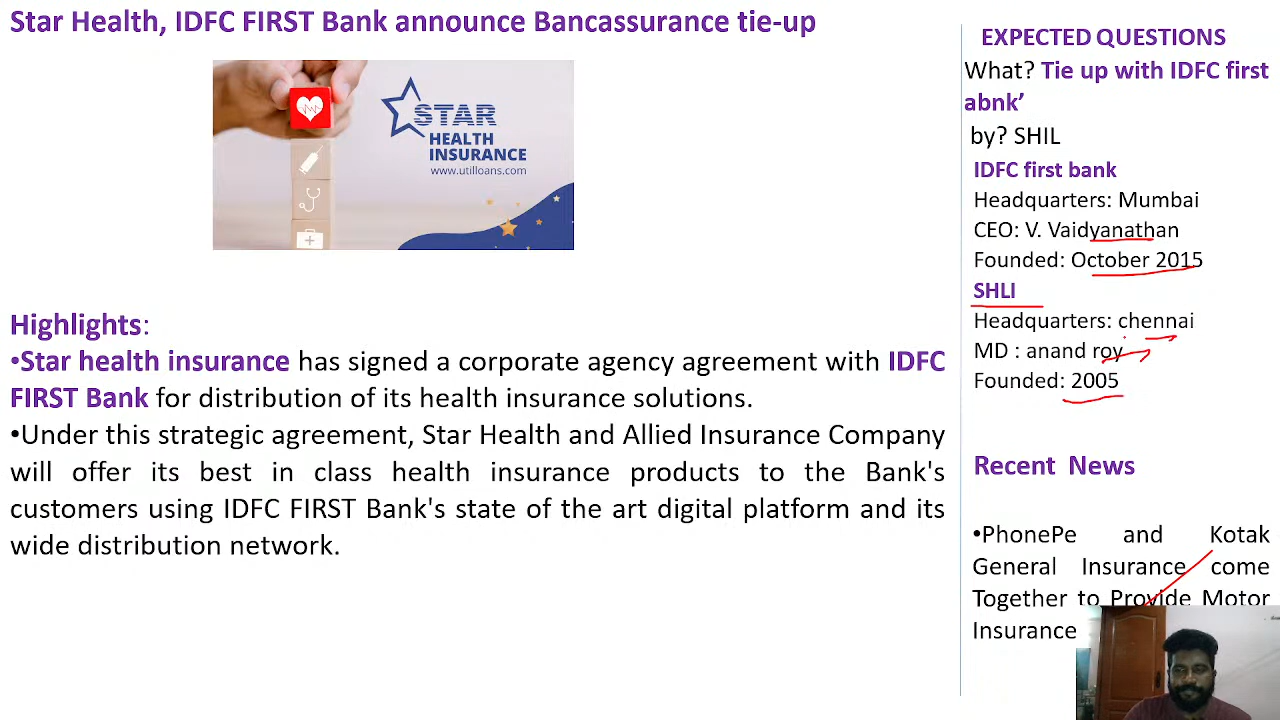 Star Health, IDFC FIRST Bank announce Bancassurance tie-up
STAR
HEALTH
INSURANCE
www.utilloans.com
Highlights:
•Star health insurance has signed a corporate agency agreement with IDFC
FIRST Bank for distribution of its health insurance solutions.
•Under this strategic agreement, Star Health and Allied Insurance Company
will offer its best in class health insurance products to the Bank's
customers using IDFC FIRST Bank's state of the art digital platform and its
wide distribution network.
EXPECTED QUESTIONS
What? Tie up with IDFC first
abnk’
by? SHIL
IDFC first bank
Headquarters: Mumbai
CEO: V. Vaidyanathan
Founded: October 2015
SHLI
Headquarters: chennai
MD : anand roy
Founded: 2005
Recent News
•PhonePe and Kotak
General Insurance come
Together to Provide Motor
Insurance